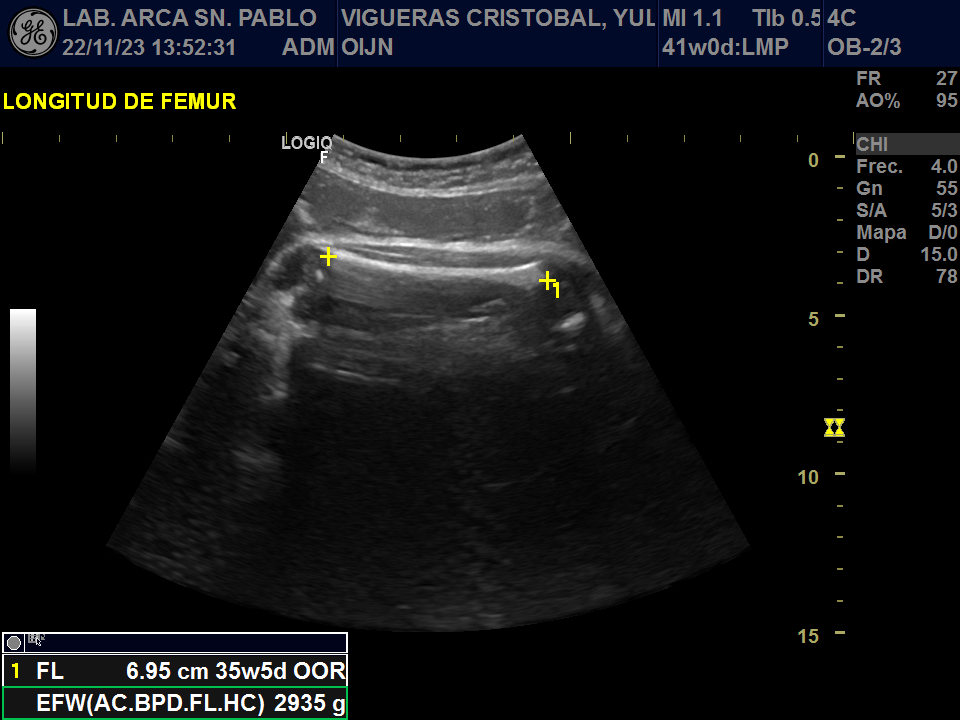 LAB. ARCA SN. PABLO
22/11/23 13:52:31 ADM
VIGUERAS CRISTOBAL, YUL
OIJN
MI 1.1 TIb 0.5
41w0d:LMP
4C
OB-2/3
LONGITUD DE FEMUR
FR 27
AO% 95
CHI
Frec. 4.0
Gn 55
S/A 5/3
Mapa D/0
D 15.0
DR 78
LOGIQ
F
0
5
10
15
1
1 FL 6.95 cm 35w5d OOR
EFW(AC.BPD.FL.HC) 2935 g